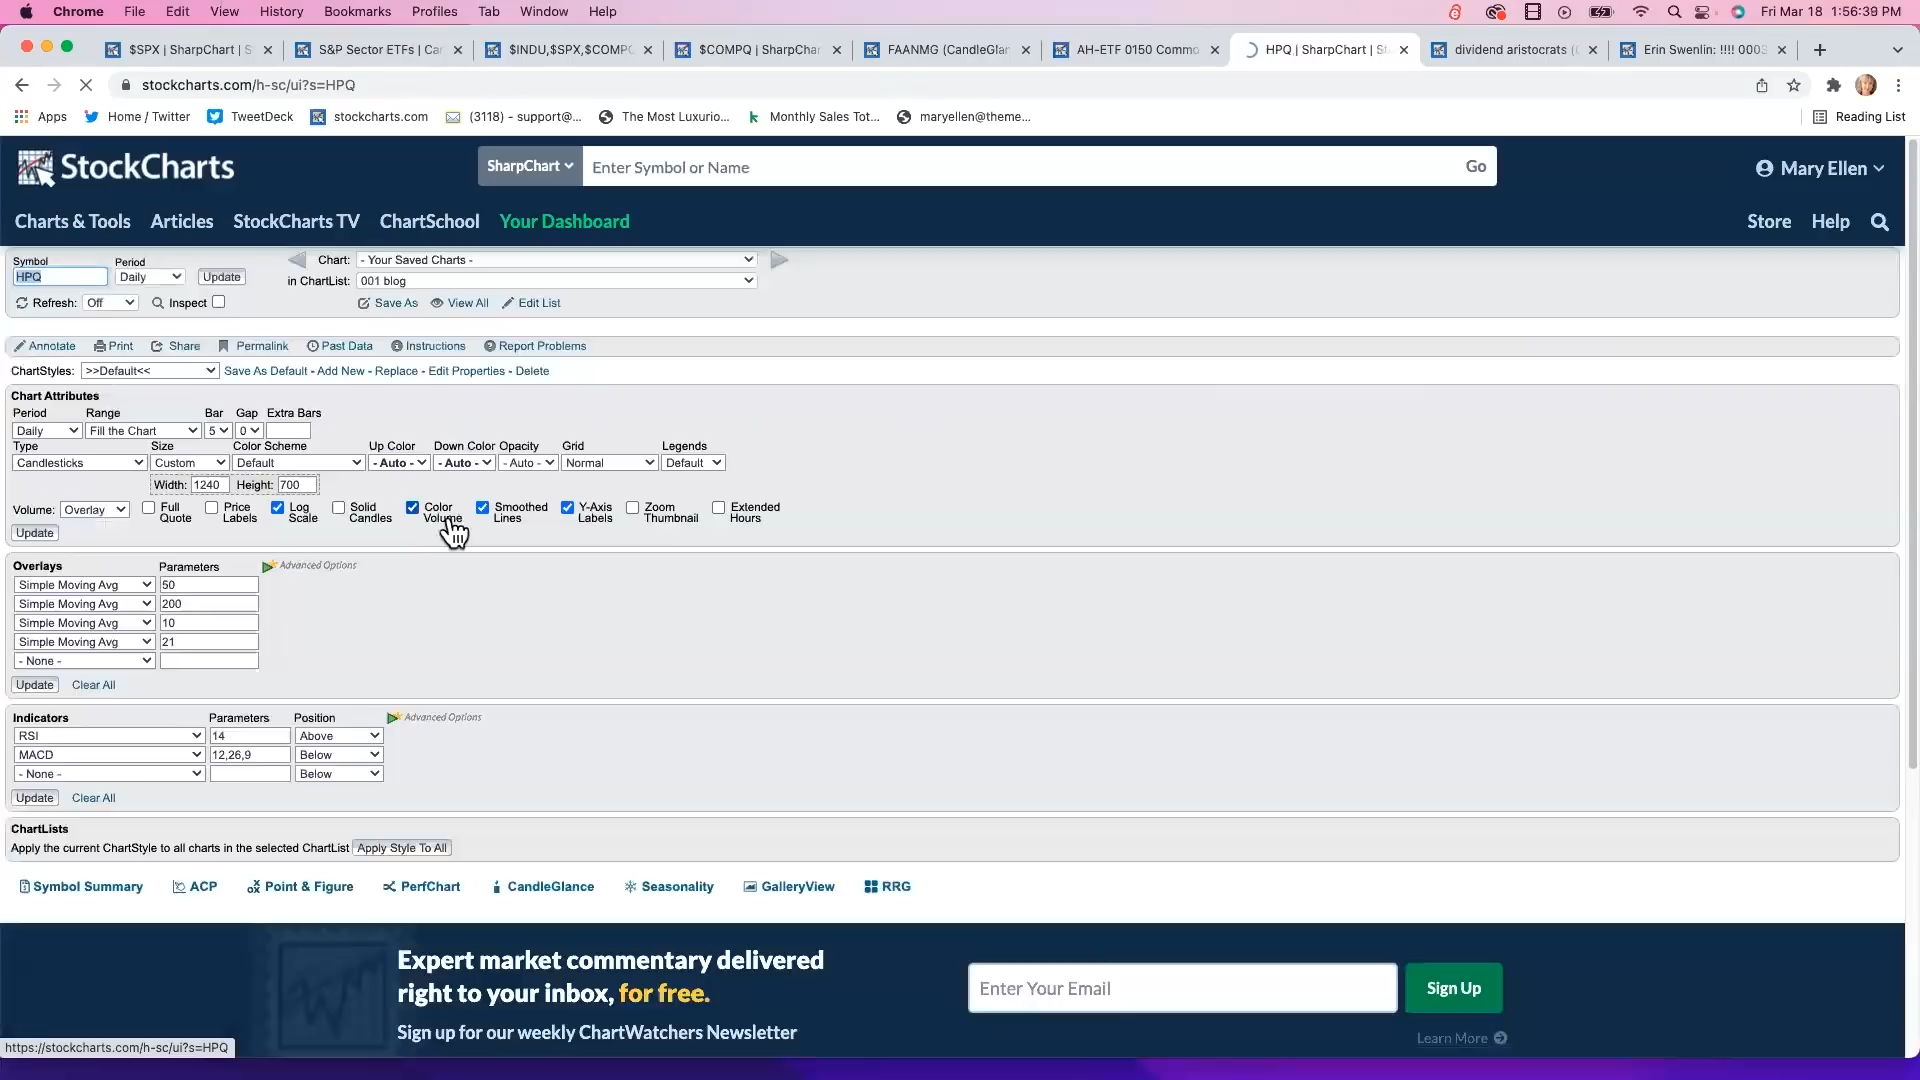 Chrome File Edit View History Bookmarks Profiles Tab Window Help Fri Mar 18 1:56:39 PM
$SPX | SharpChart | S S&P Sector ETFs | Ca $INDU,$SPX,$COMPQ $COMPQ | SharpChar FAANMG (CandleGlan AH-ETF 0150 Commo HPQ | SharpChart | St dividend aristocrats ( Erin Swenlin: !!!! 0003
stockcharts.com/h-sc/ui?s=HPQ
Apps Home / Twitter TweetDeck stockcharts.com (3118) - support@... The Most Luxurio... Monthly Sales Tot... maryellen@theme... Reading List
StockCharts SharpChart Enter Symbol or Name Go Mary Ellen
Charts & Tools Articles StockCharts TV ChartSchool Your Dashboard Store Help
Symbol Period Chart: - Your Saved Charts -
HPQ Daily Update in ChartList: 001 blog
Refresh: Off Inspect Save As View All Edit List
Annotate Print Share Permalink Past Data Instructions Report Problems
ChartStyles: >>Default<< Save As Default - Add New - Replace - Edit Properties - Delete
Chart Attributes
Period Range Bar Gap Extra Bars
Daily Fill the Chart 5 0
Type Size Color Scheme Up Color Down Color Opacity Grid Legends
Candlesticks Custom Default - Auto - - Auto - - Auto - Normal Default
Width: 1240 Height: 700
Volume: Overlay Full Quote Price Labels Log Scale Solid Candles Color Volume Smoothed Lines Y-Axis Labels Zoom Thumbnail Extended Hours
Update
Overlays Parameters Advanced Options
Simple Moving Avg 50
Simple Moving Avg 200
Simple Moving Avg 10
Simple Moving Avg 21
- None -
Update Clear All
Indicators Parameters Position Advanced Options
RSI 14 Above
MACD 12,26,9 Below
- None - Below
Update Clear All
ChartLists
Apply the current ChartStyle to all charts in the selected ChartList Apply Style To All
Symbol Summary ACP Point & Figure PerfChart CandleGlance Seasonality GalleryView RRG
Expert market commentary delivered
right to your inbox, for free.
Enter Your Email Sign Up
Sign up for our weekly ChartWatchers Newsletter
Learn More
https://stockcharts.com/h-sc/ui?s=HPQ